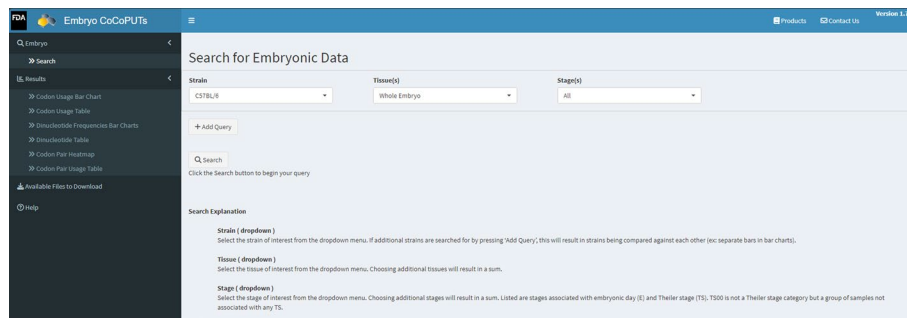 FDA Embryo CoCoPUTs
Products Contact Us Version 1.
Embryo
Search
Results
Codon Usage Bar Chart
Codon Usage Table
Dinucleotide Frequencies Bar Charts
Dinucleotide Table
Codon Pair Heatmap
Codon Pair Usage Table
Available Files to Download
Help
Search for Embryonic Data
Strain Tissue(s) Stage(s)
C57BL/6 Whole Embryo All
+ Add Query
Search
Click the Search button to begin your query
Search Explanation
Strain ( dropdown )
Select the strain of interest from the dropdown menu. If additional strains are searched for by pressing 'Add Query', this will result in strains being compared against each other (ex: separate bars in bar charts).
Tissue ( dropdown )
Select the tissue of interest from the dropdown menu. Choosing additional tissues will result in a sum.
Stage ( dropdown )
Select the stage of interest from the dropdown menu. Choosing additional stages will result in a sum. Listed are stages associated with embryonic day (E) and Theiler stage (TS). TS00 is not a Theiler stage category but a group of samples not
associated with any TS.